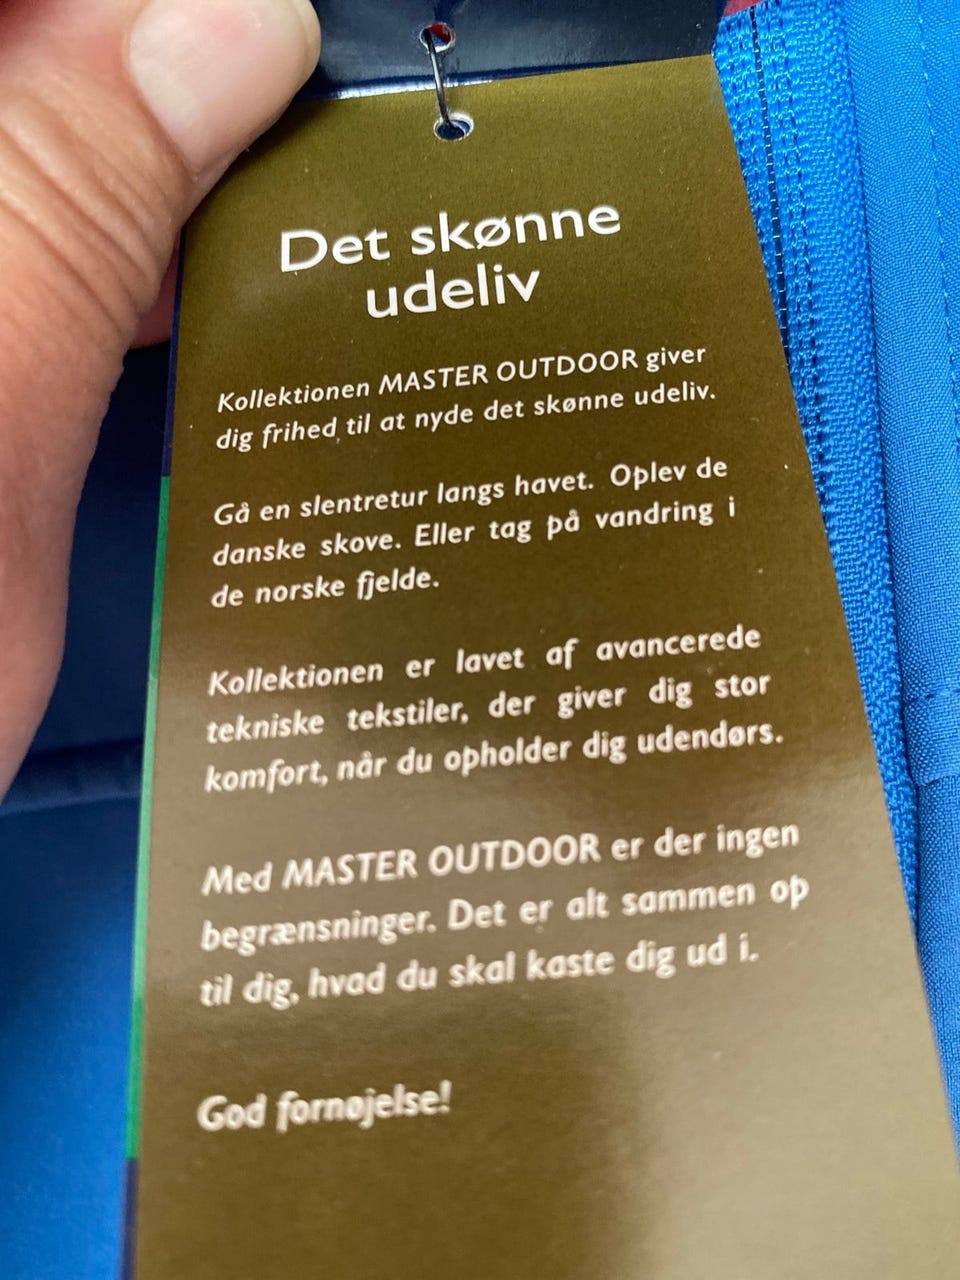 Det skønne
udeliv
Kollektionen MASTER OUTDOOR giver
dig frihed til at nyde det skønne udeliv.
Gå en slentretur langs havet. Oplev de
danske skove. Eller tag på vandring i
de norske fjelde.
Kollektionen er lavet af avancerede
tekniske tekstiler, der giver dig stor
komfort, når du opholder dig udendørs.
Med MASTER OUTDOOR er der ingen
begrænsninger. Det er alt sammen op
til dig, hvad du skal kaste dig ud i.
God fornøjelse!